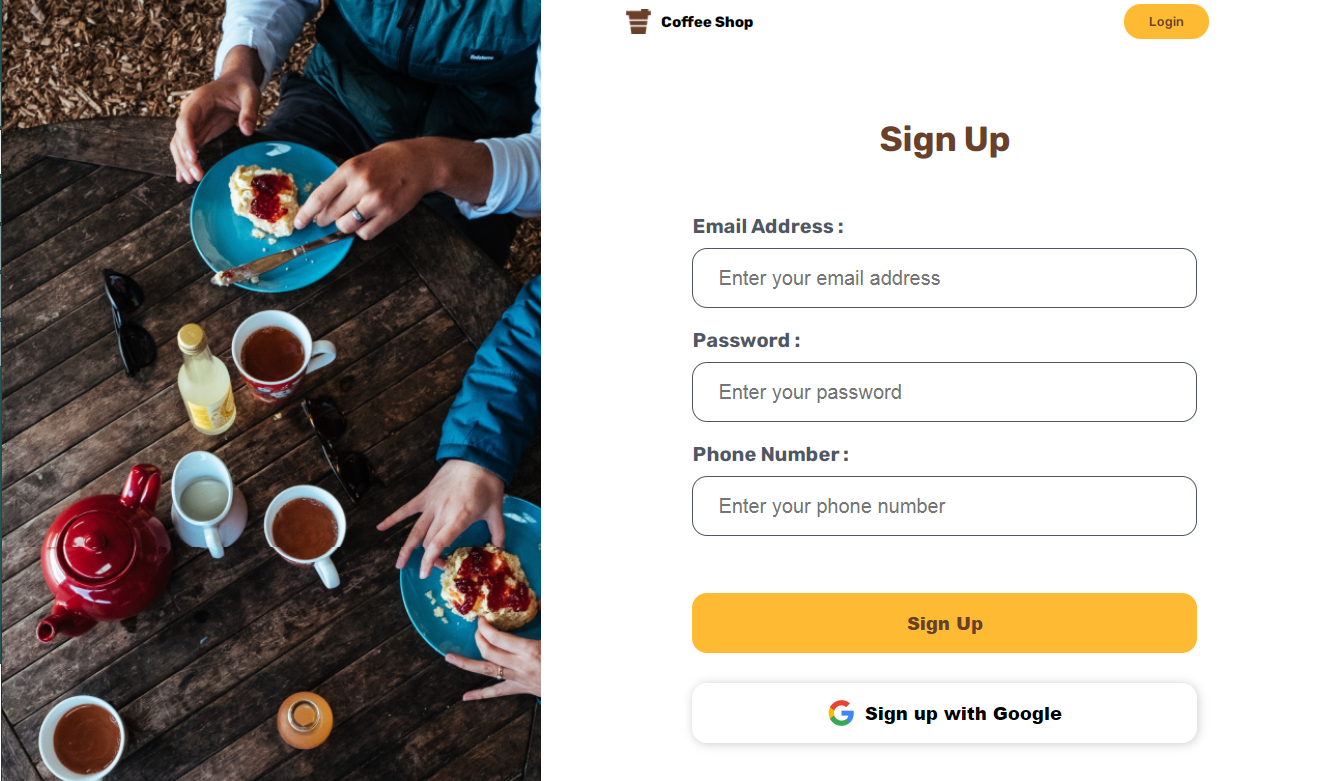 Coffee Shop
Login
Sign Up
Email Address :
Enter your email address
Password :
Enter your password
Phone Number :
Enter your phone number
Sign Up
Sign up with Google